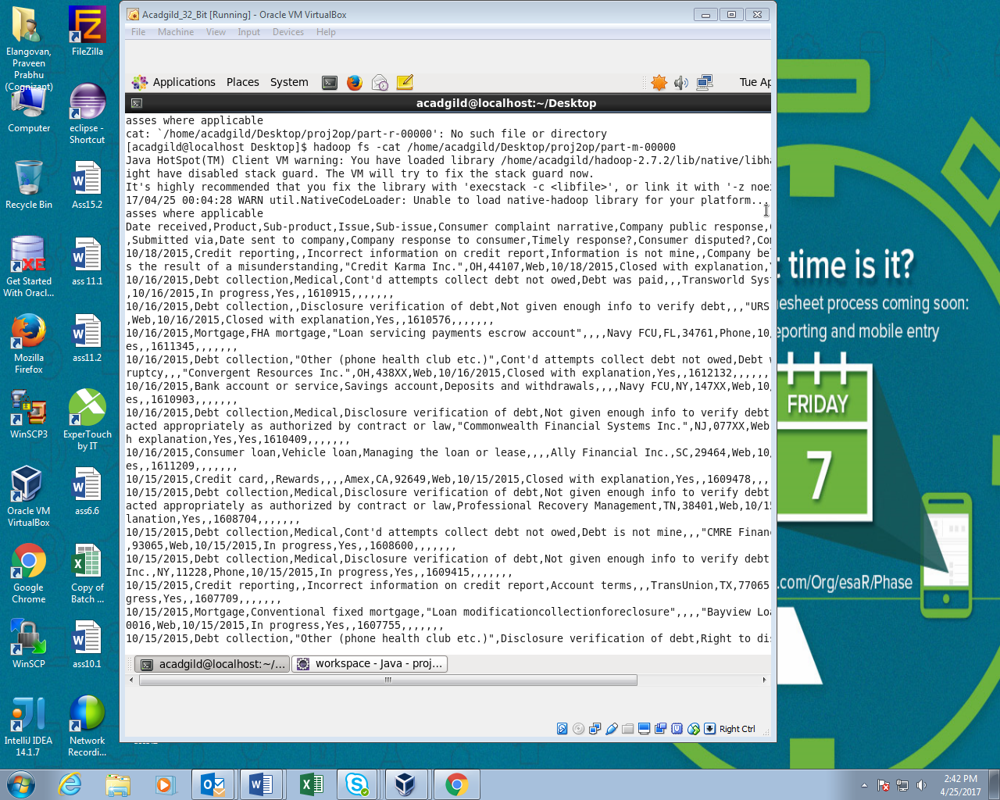 Acadgild_32_Bit [Running] - Oracle VM VirtualBox
File Machine View Input Devices Help
Applications Places System
Tue Ap
acadgild@localhost:~/Desktop
asses where applicable
cat: `/home/acadgild/Desktop/proj2op/part-r-00000': No such file or directory
[acadgild@localhost Desktop]$ hadoop fs -cat /home/acadgild/Desktop/proj2op/part-m-00000
Java HotSpot(TM) Client VM warning: You have loaded library /home/acadgild/hadoop-2.7.2/lib/native/libha
ight have disabled stack guard. The VM will try to fix the stack guard now.
It's highly recommended that you fix the library with 'execstack -c <libfile>', or link it with '-z noex
17/04/25 00:04:28 WARN util.NativeCodeLoader: Unable to load native-hadoop library for your platform...
asses where applicable
Date received,Product,Sub-product,Issue,Sub-issue,Consumer complaint narrative,Company public response,C
,Submitted via,Date sent to company,Company response to consumer,Timely response?,Consumer disputed?,Com
10/18/2015,Credit reporting,,Incorrect information on credit report,Information is not mine,,Company be
s the result of a misunderstanding,"Credit Karma Inc.",OH,44107,Web,10/18/2015,Closed with explanation,Y
10/16/2015,Debt collection,Medical,Cont'd attempts collect debt not owed,Debt was paid,,,Transworld Syst
,10/16/2015,In progress,Yes,,1610915,,,,,,,
10/16/2015,Debt collection,,Disclosure verification of debt,Not given enough info to verify debt,,,"URS
,Web,10/16/2015,Closed with explanation,Yes,,1610576,,,,,,,
10/16/2015,Mortgage,FHA mortgage,"Loan servicing payments escrow account",,,,Navy FCU,FL,34761,Phone,10/
es,,1611345,,,,,,,
10/16/2015,Debt collection,"Other (phone health club etc.)",Cont'd attempts collect debt not owed,Debt w
ruptcy,,,"Convergent Resources Inc.",OH,438XX,Web,10/16/2015,Closed with explanation,Yes,,1612132,,,,,,
10/16/2015,Bank account or service,Savings account,Deposits and withdrawals,,,,Navy FCU,NY,147XX,Web,10/
es,,1610903,,,,,,,
10/16/2015,Debt collection,Medical,Disclosure verification of debt,Not given enough info to verify debt
acted appropriately as authorized by contract or law,"Commonwealth Financial Systems Inc.",NJ,077XX,Web
h explanation,Yes,Yes,1610409,,,,,,,
10/16/2015,Consumer loan,Vehicle loan,Managing the loan or lease,,,,Ally Financial Inc.,SC,29464,Web,10/
es,,1611209,,,,,,,
10/15/2015,Credit card,,Rewards,,,,Amex,CA,92649,Web,10/15/2015,Closed with explanation,Yes,,1609478,,,
10/15/2015,Debt collection,Medical,Disclosure verification of debt,Not given enough info to verify debt
acted appropriately as authorized by contract or law,Professional Recovery Management,TN,38401,Web,10/15
lanation,Yes,,1608704,,,,,,,
10/15/2015,Debt collection,Medical,Cont'd attempts collect debt not owed,Debt is not mine,,,"CMRE Financ
,93065,Web,10/15/2015,In progress,Yes,,1608600,,,,,,,
10/15/2015,Debt collection,Medical,Disclosure verification of debt,Not given enough info to verify debt
Inc.,NY,11228,Phone,10/15/2015,In progress,Yes,,1609415,,,,,,,
10/15/2015,Credit reporting,,Incorrect information on credit report,Account terms,,,TransUnion,TX,77065
gress,Yes,,1607709,,,,,,,
10/15/2015,Mortgage,Conventional fixed mortgage,"Loan modificationcollectionforeclosure",,,,"Bayview Loa
0016,Web,10/15/2015,In progress,Yes,,1607755,,,,,,,
10/15/2015,Debt collection,"Other (phone health club etc.)",Disclosure verification of debt,Right to dis
acadgild@localhost:~/...
workspace - Java - proj...
Right Ctrl
Elangovan,
Praveen
Prabhu
(Cognizant)
FileZilla
Computer
eclipse -
Shortcut
Recycle Bin
Ass15.2
Get Started
With Oracl...
ass 11.1
Mozilla
Firefox
ass11.2
WinSCP3
ExperTouch
by IT
Oracle VM
VirtualBox
ass6.6
Google
Chrome
Copy of
Batch ...
WinSCP
ass10.1
IntelliJ IDEA
14.1.7
Network
Recordi...
t time is it?
nesheet process coming soon:
eporting and mobile entry
FRIDAY
7
.com/Org/esaR/Phase
2:42 PM
4/25/2017